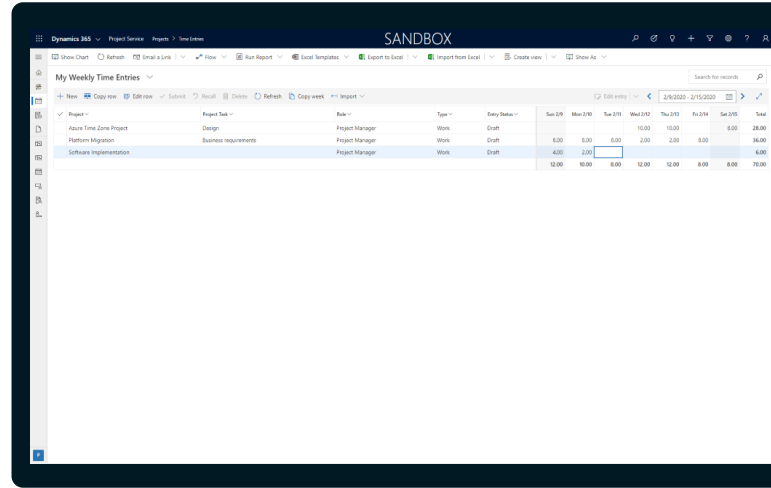 Dynamics 365 Project Service Projects > Time Entries SANDBOX
Show Chart Refresh Email a Link Flow Run Report Excel Templates Export to Excel Import from Excel Create view Show As
My Weekly Time Entries Search for records
New Copy row Edit row Submit Recall Delete Refresh Copy week Import Edit entry 2/9/2020 - 2/15/2020
Project Project Task Role Type Entry Status Sun 2/9 Mon 2/10 Tue 2/11 Wed 2/12 Thu 2/13 Fri 2/14 Sat 2/15 Total
Azure Time Zone Project Design Project Manager Work Draft 10.00 10.00 8.00 28.00
Platform Migration Business requirements Project Manager Work Draft 8.00 8.00 8.00 2.00 2.00 8.00 36.00
Software Implementation Project Manager Work Draft 4.00 2.00 6.00
12.00 10.00 8.00 12.00 12.00 8.00 8.00 70.00
P